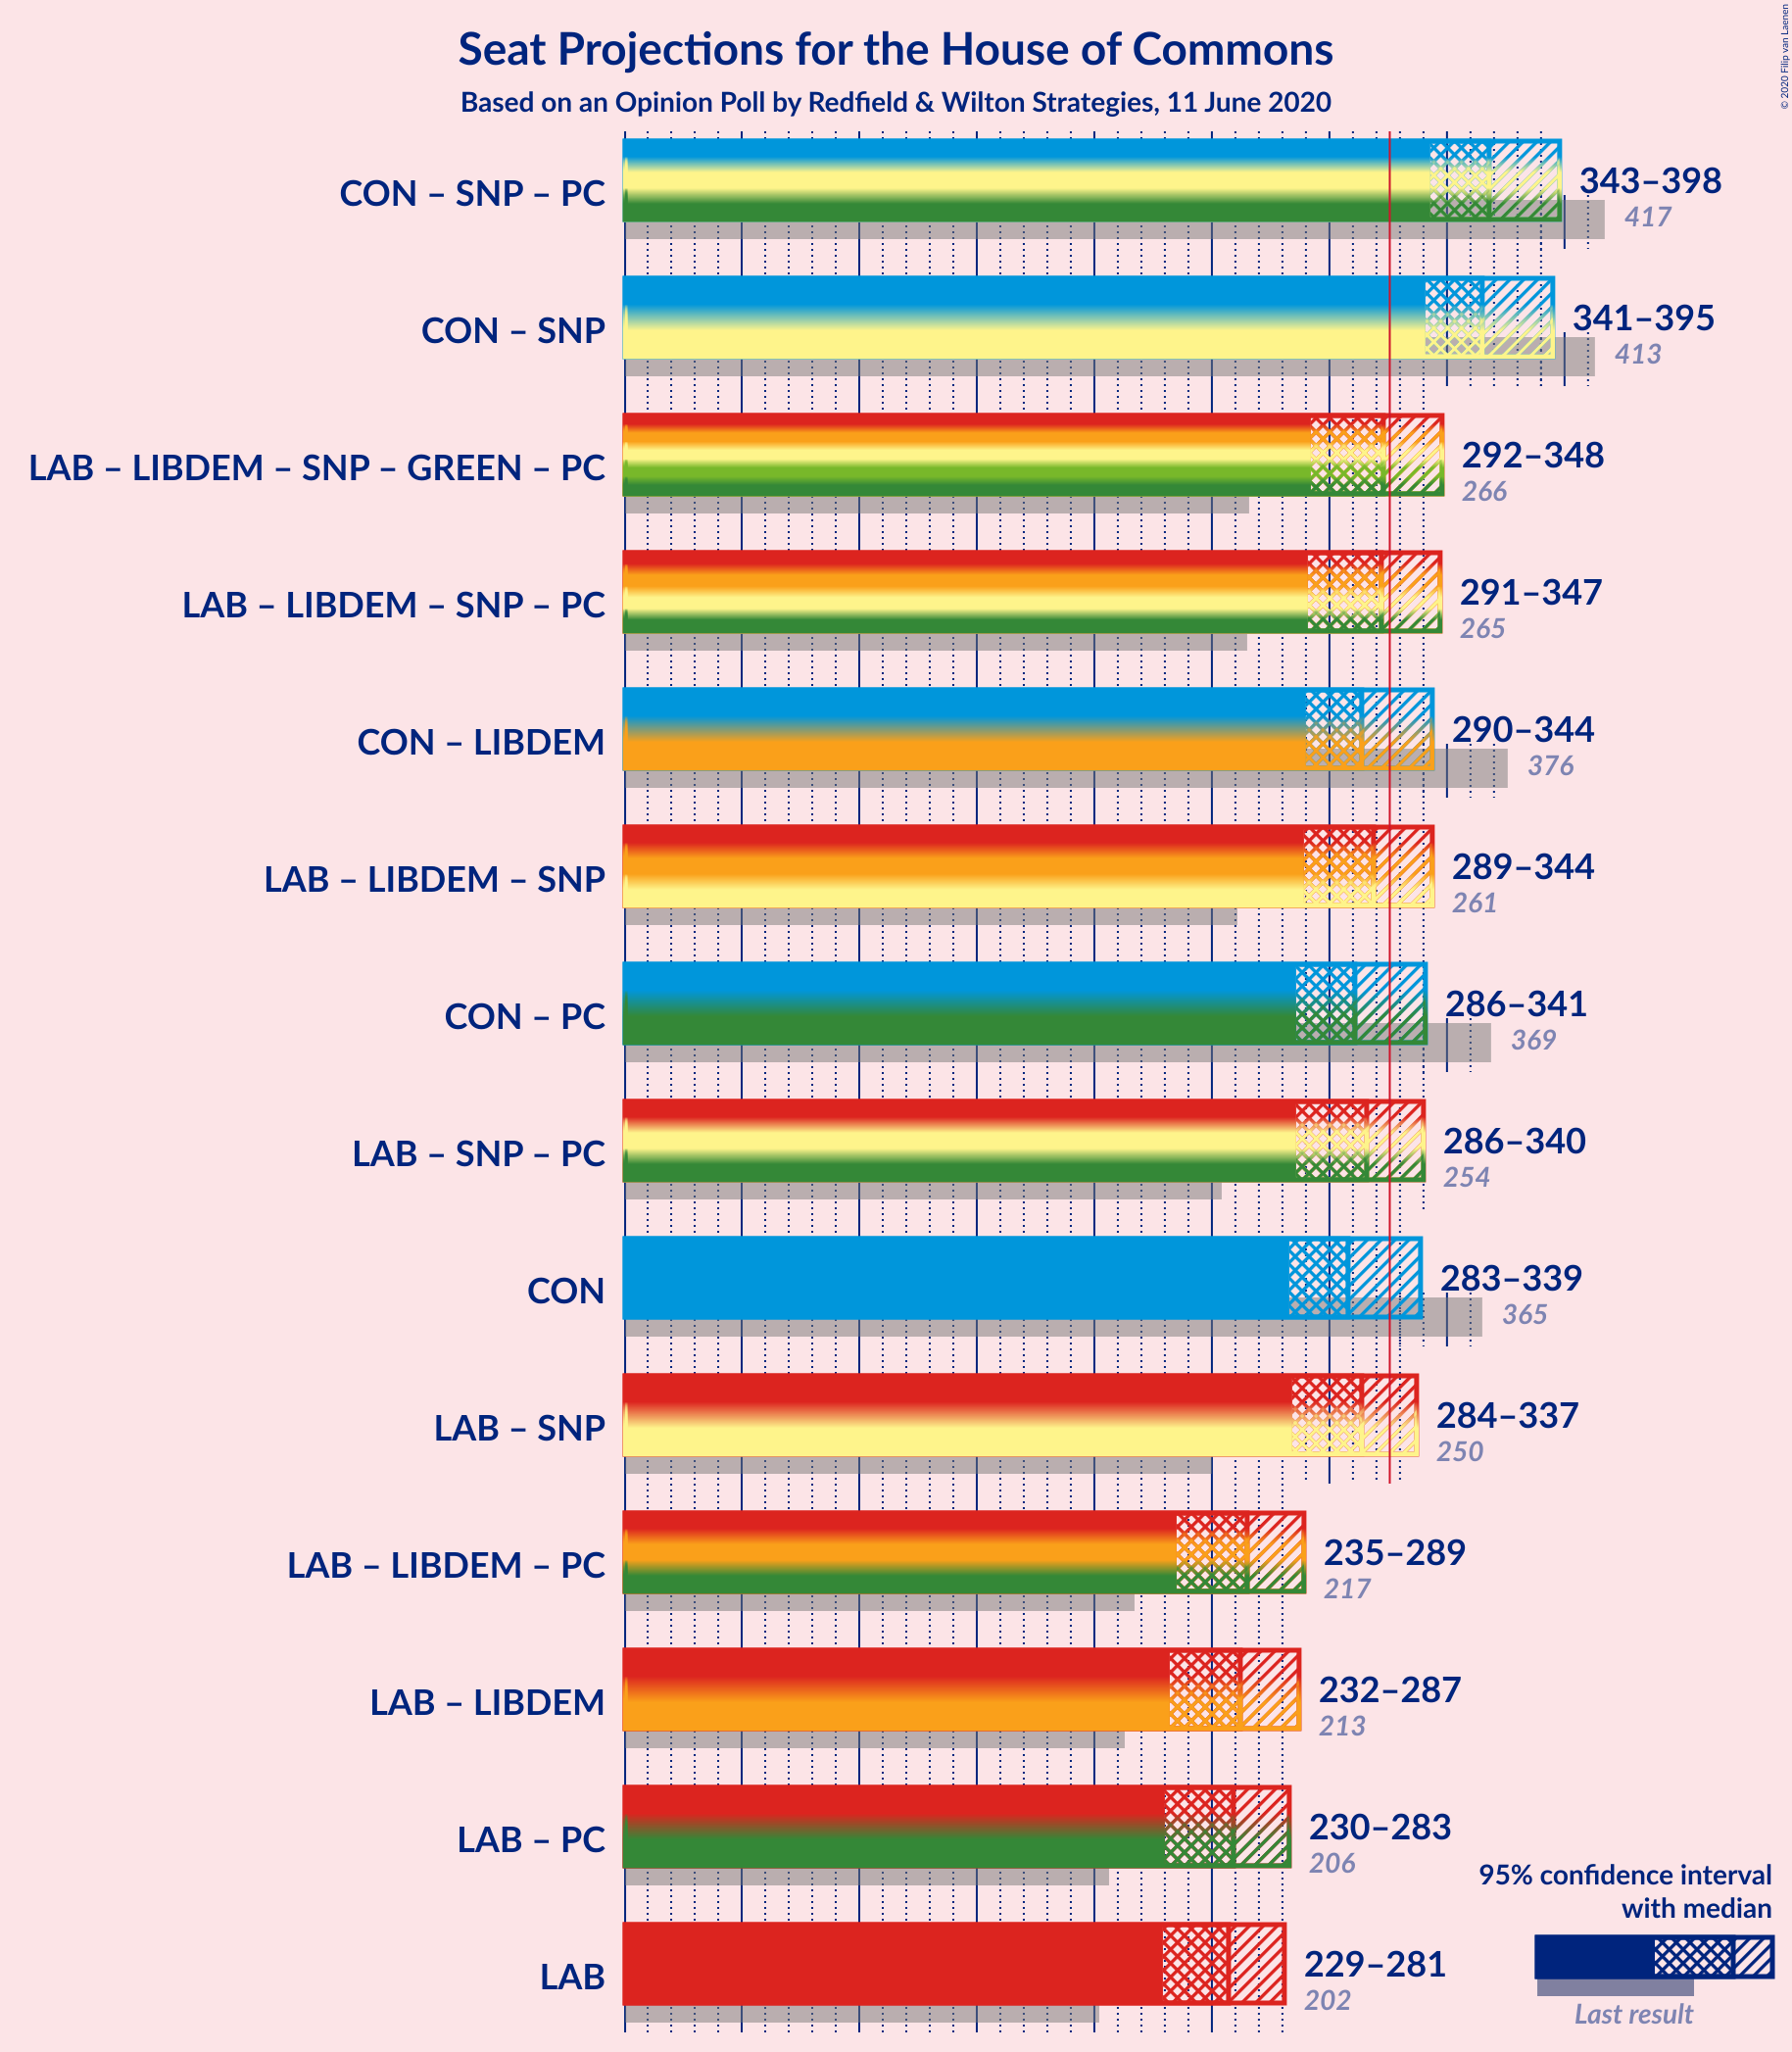 Seat Projections for the House of Commons
Based on an Opinion Poll by Redfield & Wilton Strategies, 11 June 2020
© 2020 Filip van Laenen
CON – SNP – PC
343–398
417
CON – SNP
341–395
413
LAB – LIBDEM – SNP – GREEN – PC
292–348
266
LAB – LIBDEM – SNP – PC
291–347
265
CON – LIBDEM
290–344
376
LAB – LIBDEM – SNP
289–344
261
CON – PC
286–341
369
LAB – SNP – PC
286–340
254
CON
283–339
365
LAB – SNP
284–337
250
LAB – LIBDEM – PC
235–289
217
LAB – LIBDEM
232–287
213
LAB – PC
230–283
206
LAB
229–281
202
95% confidence interval
with median
Last result